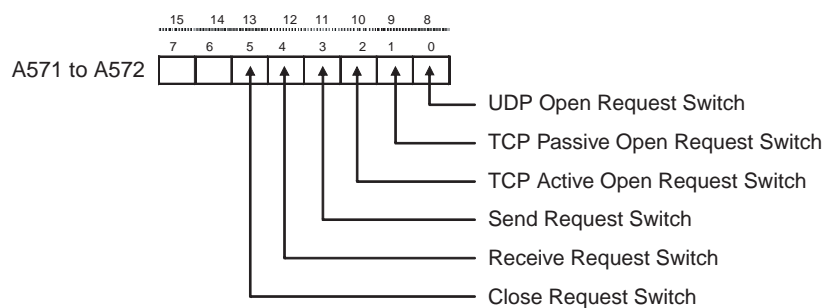 15 14 13 12 11 10 9 8
7 6 5 4 3 2 1 0
A571 to A572
UDP Open Request Switch
TCP Passive Open Request Switch
TCP Active Open Request Switch
Send Request Switch
Receive Request Switch
Close Request Switch